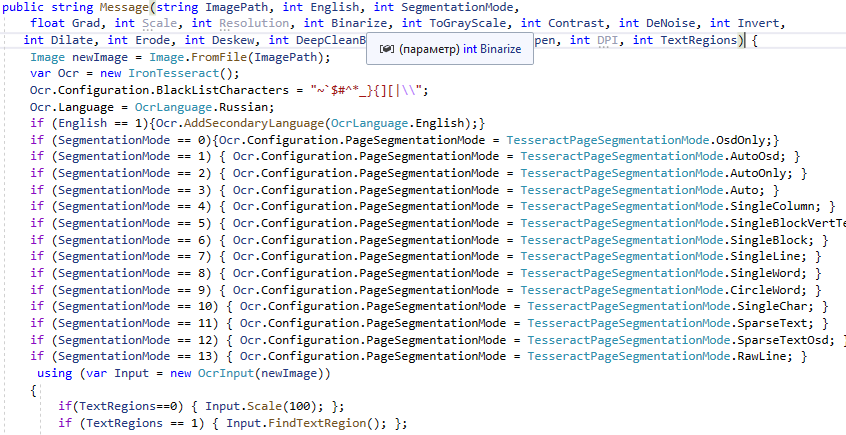 public string Message(string ImagePath, int English, int SegmentationMode,
float Grad, int Scale, int Resolution, int Binarize, int ToGrayScale, int Contrast, int DeNoise, int Invert,
int Dilate, int Erode, int Deskew, int DeepCleanB pen, int DPI, int TextRegions) {
(параметр) int Binarize
Image newImage = Image.FromFile(ImagePath);
var Ocr = new IronTesseract();
Ocr.Configuration.BlackListCharacters = "~`$#^*_}{][|\\";
Ocr.Language = OcrLanguage.Russian;
if (English == 1){Ocr.AddSecondaryLanguage(OcrLanguage.English);}
if (SegmentationMode == 0){Ocr.Configuration.PageSegmentationMode = TesseractPageSegmentationMode.OsdOnly;}
if (SegmentationMode == 1) { Ocr.Configuration.PageSegmentationMode = TesseractPageSegmentationMode.AutoOsd; }
if (SegmentationMode == 2) { Ocr.Configuration.PageSegmentationMode = TesseractPageSegmentationMode.AutoOnly; }
if (SegmentationMode == 3) { Ocr.Configuration.PageSegmentationMode = TesseractPageSegmentationMode.Auto; }
if (SegmentationMode == 4) { Ocr.Configuration.PageSegmentationMode = TesseractPageSegmentationMode.SingleColumn; }
if (SegmentationMode == 5) { Ocr.Configuration.PageSegmentationMode = TesseractPageSegmentationMode.SingleBlockVertTe
if (SegmentationMode == 6) { Ocr.Configuration.PageSegmentationMode = TesseractPageSegmentationMode.SingleBlock; }
if (SegmentationMode == 7) { Ocr.Configuration.PageSegmentationMode = TesseractPageSegmentationMode.SingleLine; }
if (SegmentationMode == 8) { Ocr.Configuration.PageSegmentationMode = TesseractPageSegmentationMode.SingleWord; }
if (SegmentationMode == 9) { Ocr.Configuration.PageSegmentationMode = TesseractPageSegmentationMode.CircleWord; }
if (SegmentationMode == 10) { Ocr.Configuration.PageSegmentationMode = TesseractPageSegmentationMode.SingleChar; }
if (SegmentationMode == 11) { Ocr.Configuration.PageSegmentationMode = TesseractPageSegmentationMode.SparseText; }
if (SegmentationMode == 12) { Ocr.Configuration.PageSegmentationMode = TesseractPageSegmentationMode.SparseTextOsd; }
if (SegmentationMode == 13) { Ocr.Configuration.PageSegmentationMode = TesseractPageSegmentationMode.RawLine; }
using (var Input = new OcrInput(newImage))
{
if(TextRegions==0) { Input.Scale(100); };
if (TextRegions == 1) { Input.FindTextRegion(); };